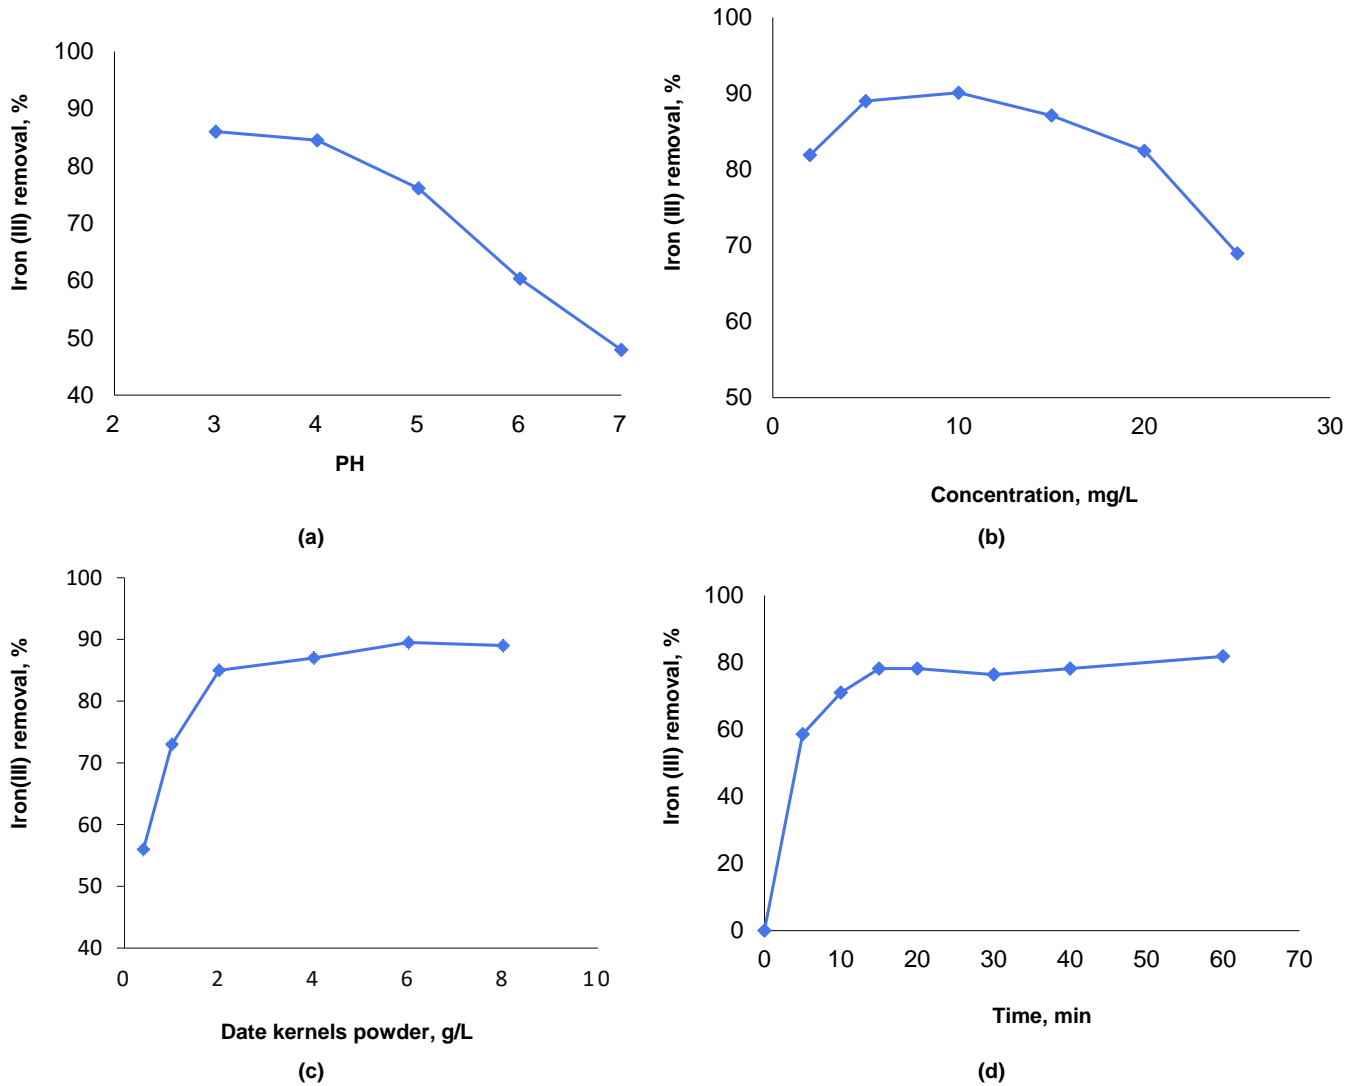 100
90
80
70
60
50
40
2 3 4 5 6 7
Iron (III) removal, %
PH
(a)
100
90
80
70
60
50
0 10 20 30
Iron (III) removal, %
Concentration, mg/L
(b)
100
90
80
70
60
50
40
0 2 4 6 8 10
Iron(III) removal, %
Date kernels powder, g/L
(c)
100
80
60
40
20
0
0 10 20 30 40 50 60 70
Iron (III) removal, %
Time, min
(d)